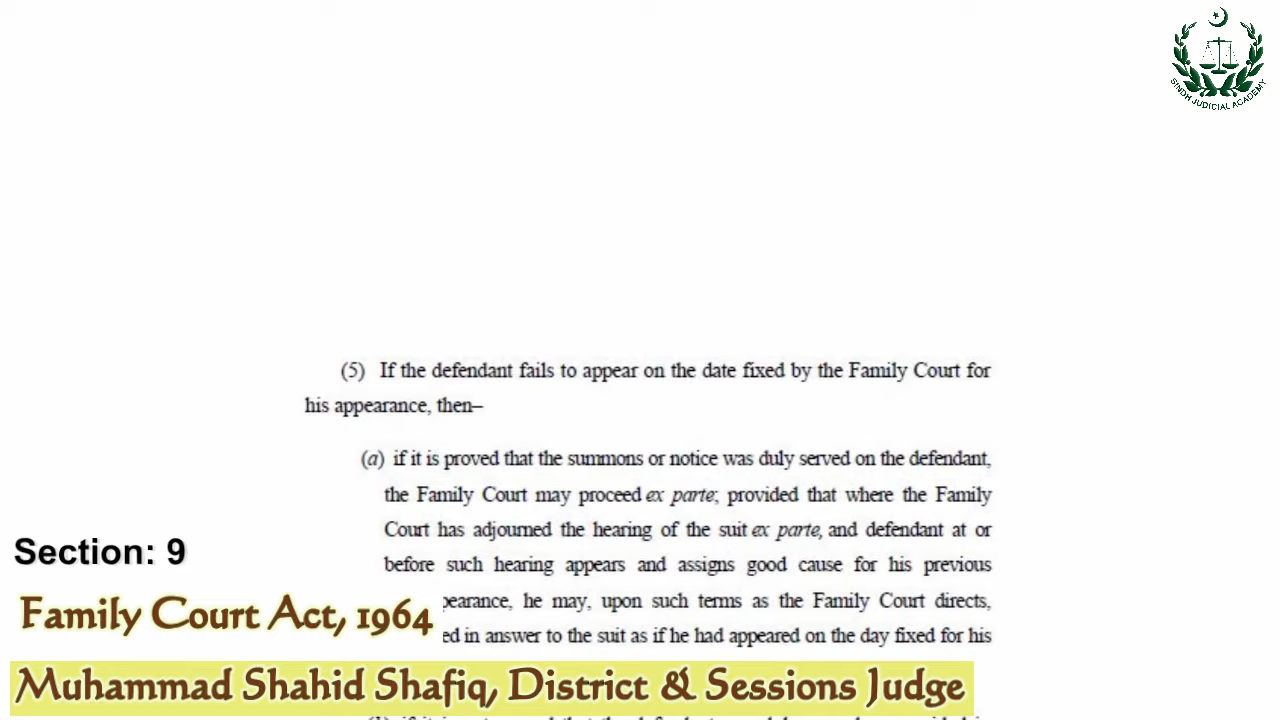 SINDH JUDICIAL ACADEMY
(5) If the defendant fails to appear on the date fixed by the Family Court for
his appearance, then–
(a) if it is proved that the summons or notice was duly served on the defendant,
the Family Court may proceed ex parte; provided that where the Family
Court has adjourned the hearing of the suit ex parte, and defendant at or
before such hearing appears and assigns good cause for his previous
pearance, he may, upon such terms as the Family Court directs,
ed in answer to the suit as if he had appeared on the day fixed for his
Section: 9
Family Court Act, 1964
Muhammad Shahid Shafiq, District & Sessions Judge